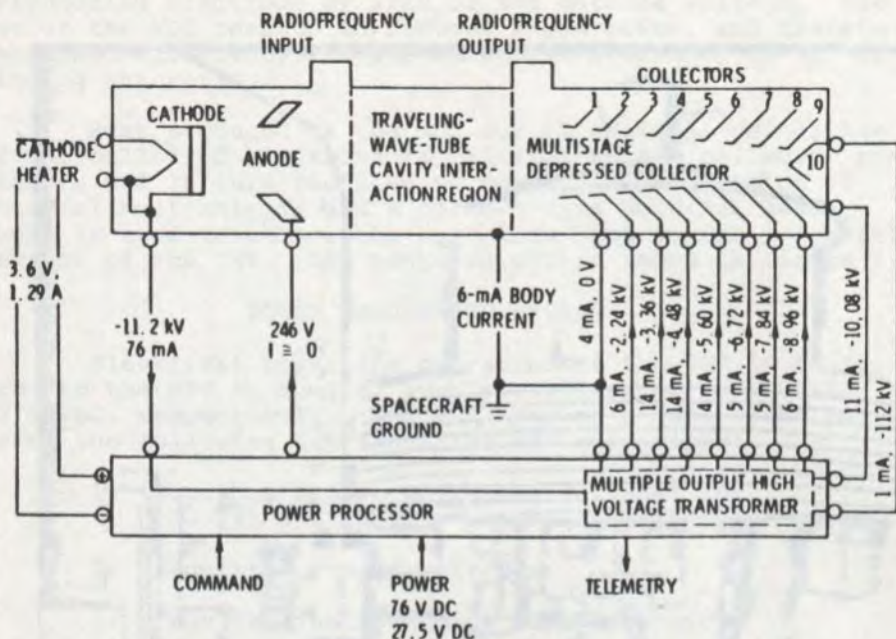 RADIOFREQUENCY
INPUT
RADIOFREQUENCY
OUTPUT
COLLECTORS
CATHODE
CATHODE
HEATER
ANODE
TRAVELING-
WAVE-TUBE
CAVITY INTER-
ACTION REGION
1 2 3 4 5 6 7 8 9
10
MULTISTAGE
DEPRESSED COLLECTOR
3.6 V,
1.29 A
-11.2 kV
76 mA
246 V
I ≅ 0
6-mA BODY
CURRENT
SPACECRAFT
GROUND
4 mA, 0 V
6 mA, -2.24 kV
14 mA, -3.36 kV
14 mA, -4.48 kV
4 mA, -5.60 kV
5 mA, -6.72 kV
5 mA, -7.84 kV
6 mA, -8.96 kV
11 mA, -10.08 kV
1 mA, -112 kV
POWER PROCESSOR
MULTIPLE OUTPUT HIGH
VOLTAGE TRANSFORMER
COMMAND
POWER
76 V DC
27.5 V DC
TELEMETRY